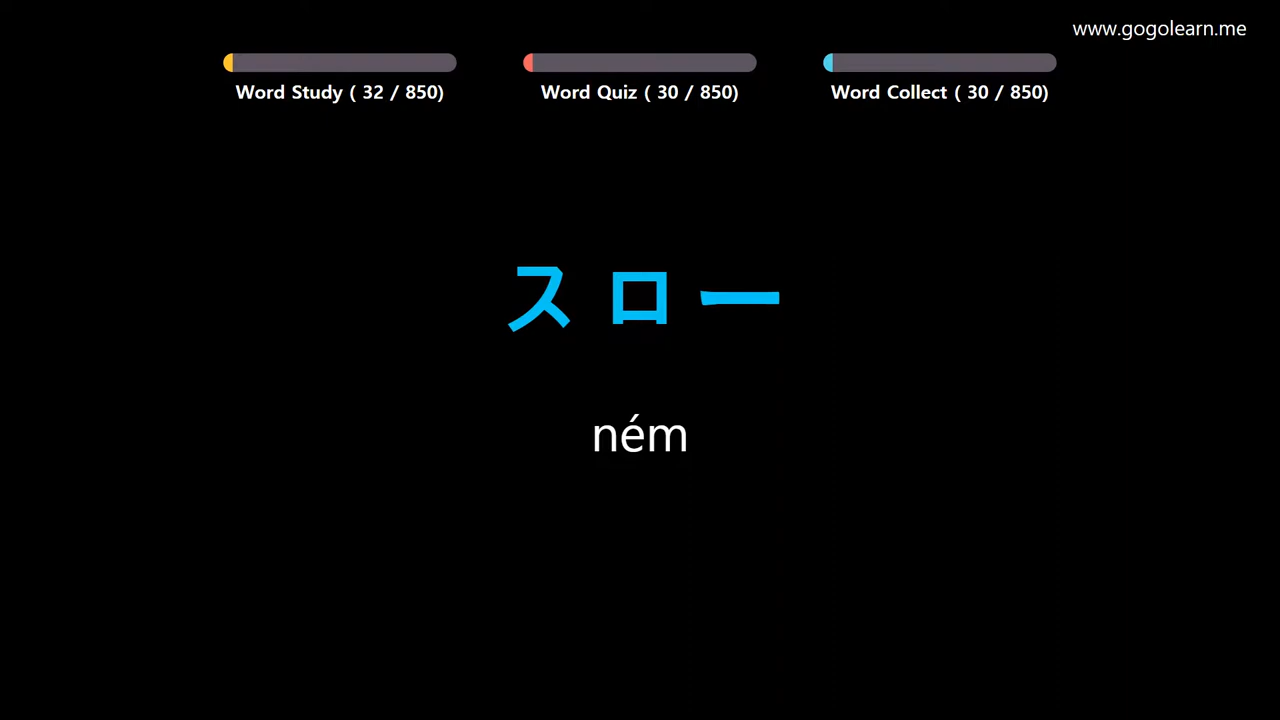 www.gogolearn.me
Word Study ( 32 / 850)
Word Quiz ( 30 / 850)
Word Collect ( 30 / 850)
スロー
ném